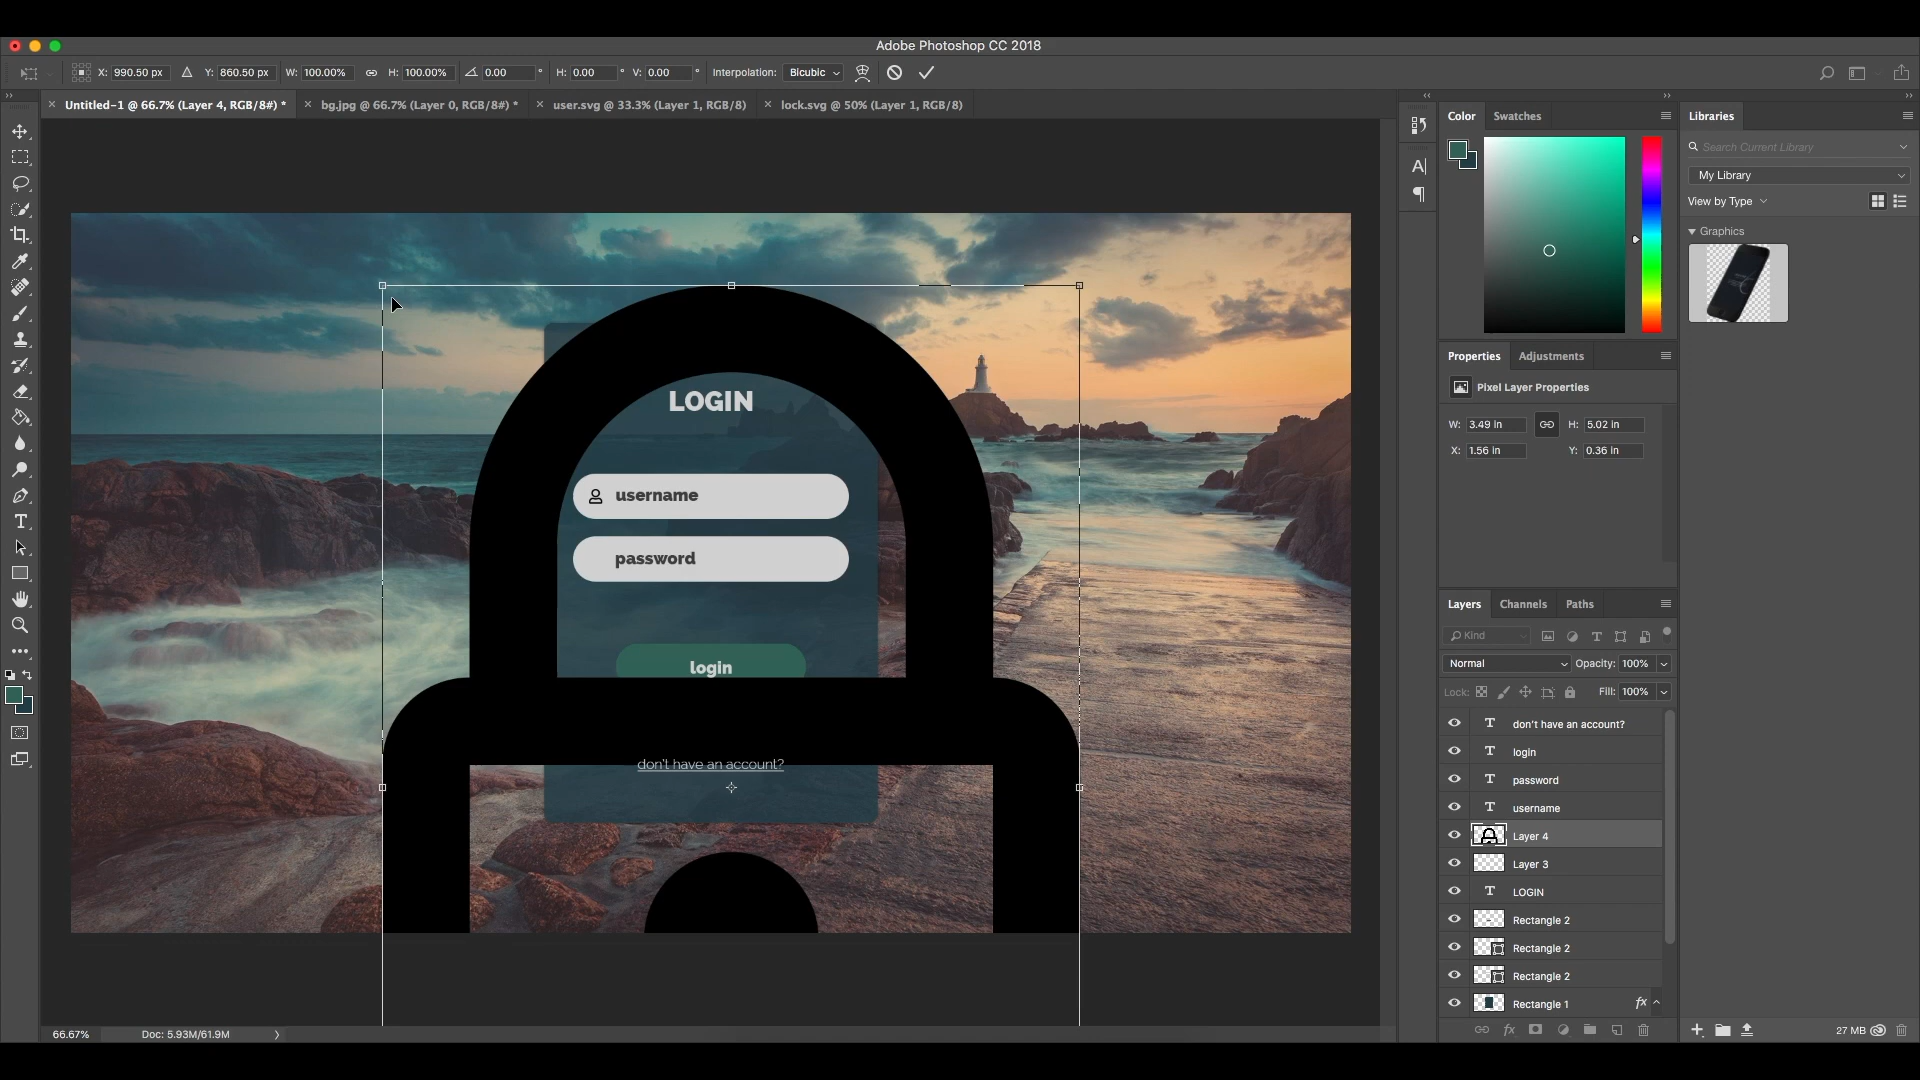 Adobe Photoshop CC 2018
X: 990.50 px Y: 860.50 px W: 100.00% H: 100.00% 0.00 ° H: 0.00 ° V: 0.00 ° Interpolation: Bicubic
Untitled-1 @ 66.7% (Layer 4, RGB/8#) * bg.jpg @ 66.7% (Layer 0, RGB/8#) * user.svg @ 33.3% (Layer 1, RGB/8) lock.svg @ 50% (Layer 1, RGB/8)
LOGIN
username
password
login
don't have an account?
66.67% Doc: 5.93M/61.9M
Color Swatches
Properties Adjustments
Pixel Layer Properties
W: 3.49 in H: 5.02 in
X: 1.56 in Y: 0.36 in
Layers Channels Paths
Kind
Normal Opacity: 100%
Lock: Fill: 100%
don't have an account?
login
password
username
Layer 4
Layer 3
LOGIN
Rectangle 2
Rectangle 2
Rectangle 2
Rectangle 1 fx
fx
Libraries
Search Current Library
My Library
View by Type
Graphics
27 MB